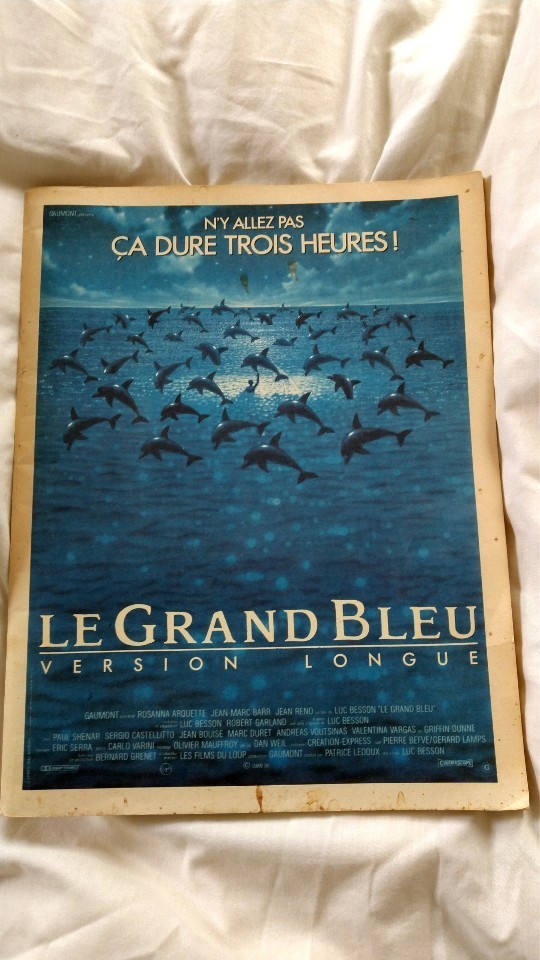 GAUMONT
N'Y ALLEZ PAS
ÇA DURE TROIS HEURES !
LE GRAND BLEU
VERSION LONGUE
GAUMONT ROSANNA ARQUETTE JEAN-MARC BARR JEAN RENO LUC BESSON "LE GRAND BLEU"
LUC BESSON ROBERT GARLAND LUC BESSON
PAUL SHENAR SERGIO CASTELLITTO JEAN BOUISE MARC DURET ANDREAS VOUTSINAS VALENTINA VARGAS GRIFFIN DUNNE
ERIC SERRA CARLO VARINI OLIVIER MAUFFROY DAN WEIL CREATION-EXPRESS PIERRE BEFVE/GERARD LAMPS
BERNARD GRENET LES FILMS DU LOUP GAUMONT PATRICE LEDOUX LUC BESSON
CINEMASCOPE